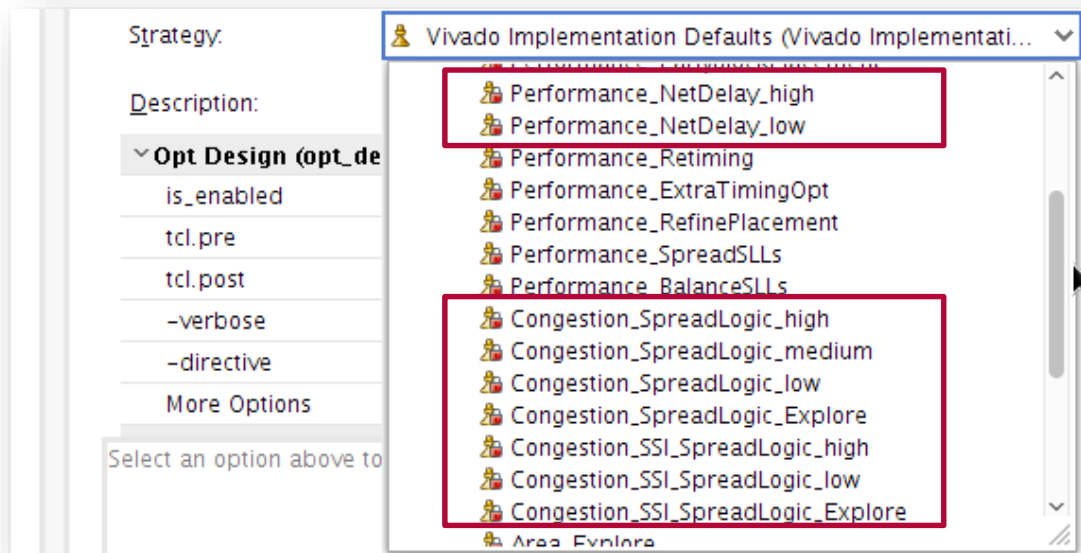 Strategy:
Vivado Implementation Defaults (Vivado Implementati...
Description:
Performance_NetDelay_high
Performance_NetDelay_low
Opt Design (opt_de
Performance_Retiming
is_enabled
Performance_ExtraTimingOpt
tcl.pre
Performance_RefinePlacement
Performance_SpreadSLLs
tcl.post
Performance_BalanceSLLs
-verbose
Congestion_SpreadLogic_high
Congestion_SpreadLogic_medium
-directive
Congestion_SpreadLogic_low
More Options
Congestion_SpreadLogic_Explore
Congestion_SSI_SpreadLogic_high
Select an option above to
Congestion_SSI_SpreadLogic_low
Congestion_SSI_SpreadLogic_Explore
Area_Explore